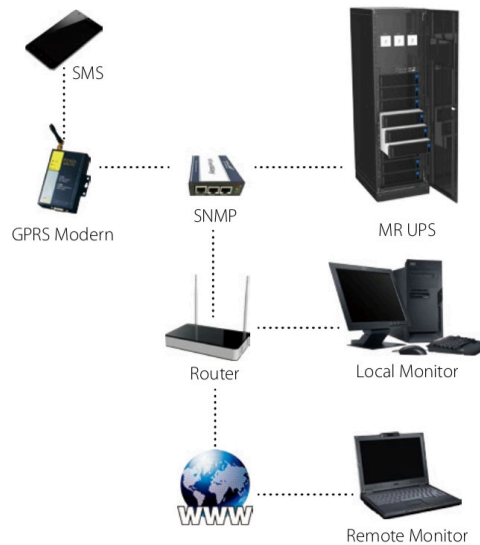 SMS
GPRS Modern
SNMP
MR UPS
Router
Local Monitor
WWW
Remote Monitor